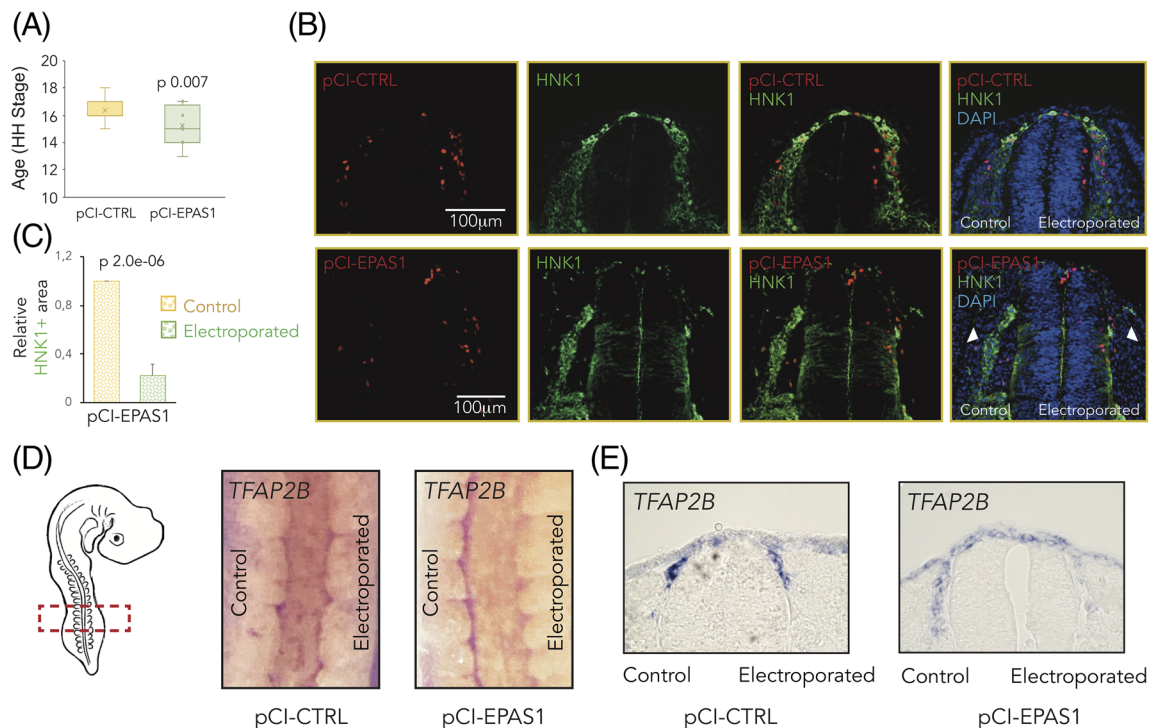 (A)
20
18
16
14
12
10
Age (HH Stage)
p 0.007
pCI-CTRL
pCI-EPAS1
(B)
pCI-CTRL
100μm
HNK1
pCI-CTRL
HNK1
pCI-CTRL
HNK1
DAPI
Control
Electroporated
pCI-EPAS1
100μm
HNK1
pCI-EPAS1
HNK1
pCI-EPAS1
HNK1
DAPI
Control
Electroporated
(C)
1,2
0,8
0,4
0
Relative
HNK1+ area
p 2.0e-06
Control
Electroporated
pCI-EPAS1
(D)
TFAP2B
Control
Electroporated
pCI-CTRL
TFAP2B
Control
Electroporated
pCI-EPAS1
(E)
TFAP2B
Control
Electroporated
pCI-CTRL
TFAP2B
Control
Electroporated
pCI-EPAS1